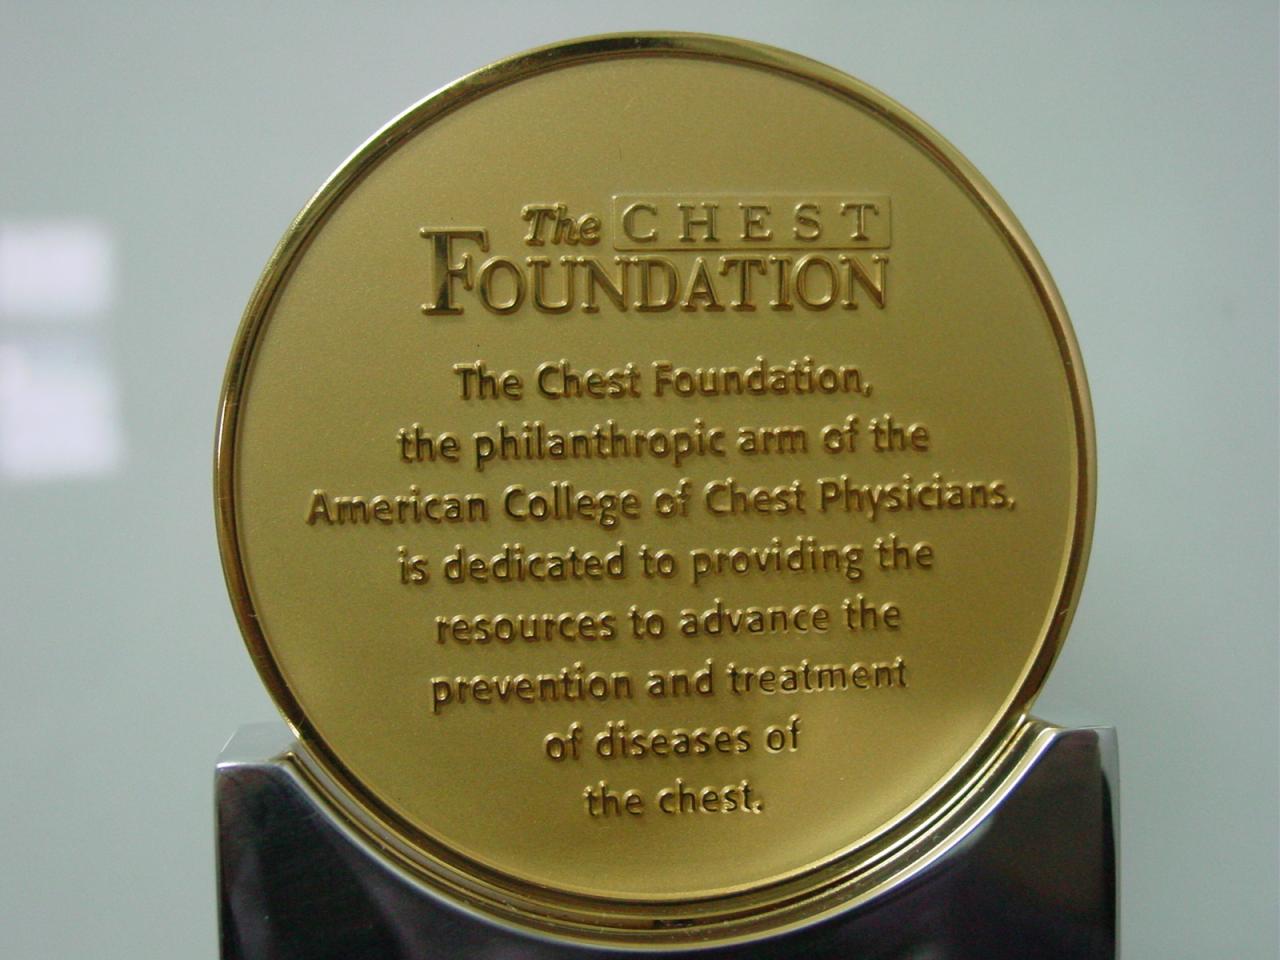 The CHEST
FOUNDATION
The Chest Foundation,
the philanthropic arm of the
American College of Chest Physicians,
is dedicated to providing the
resources to advance the
prevention and treatment
of diseases of
the chest.